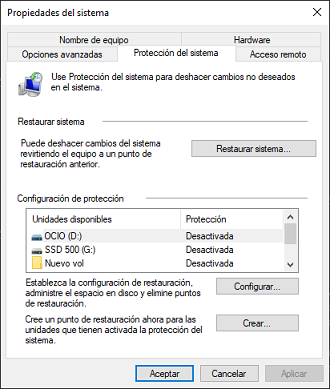 Propiedades del sistema
Nombre de equipo
Hardware
Opciones avanzadas
Protección del sistema
Acceso remoto
Use Protección del sistema para deshacer cambios no deseados
en el sistema.
Restaurar sistema
Puede deshacer cambios del sistema
revirtiendo el equipo a un punto de
restauración anterior.
Restaurar sistema...
Configuración de protección
Unidades disponibles
Protección
OCIO (D:)
Desactivada
SSD 500 (G:)
Desactivada
Nuevo vol
Desactivada
Establezca la configuración de restauración,
administre el espacio en disco y elimine puntos
de restauración.
Configurar...
Cree un punto de restauración ahora para las
unidades que tienen activada la protección del
sistema.
Crear...
Aceptar
Cancelar
Aplicar